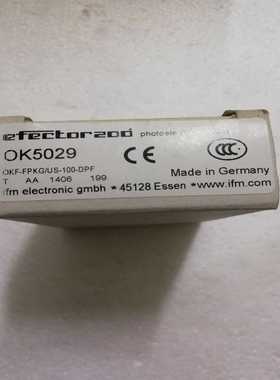 efector200 photoele
OK5029
OKF-FPKG/US-100-DPF
T AA 1406 199
Made in Germany
ifm electronic gmbh * 45128 Essen * www.ifm.